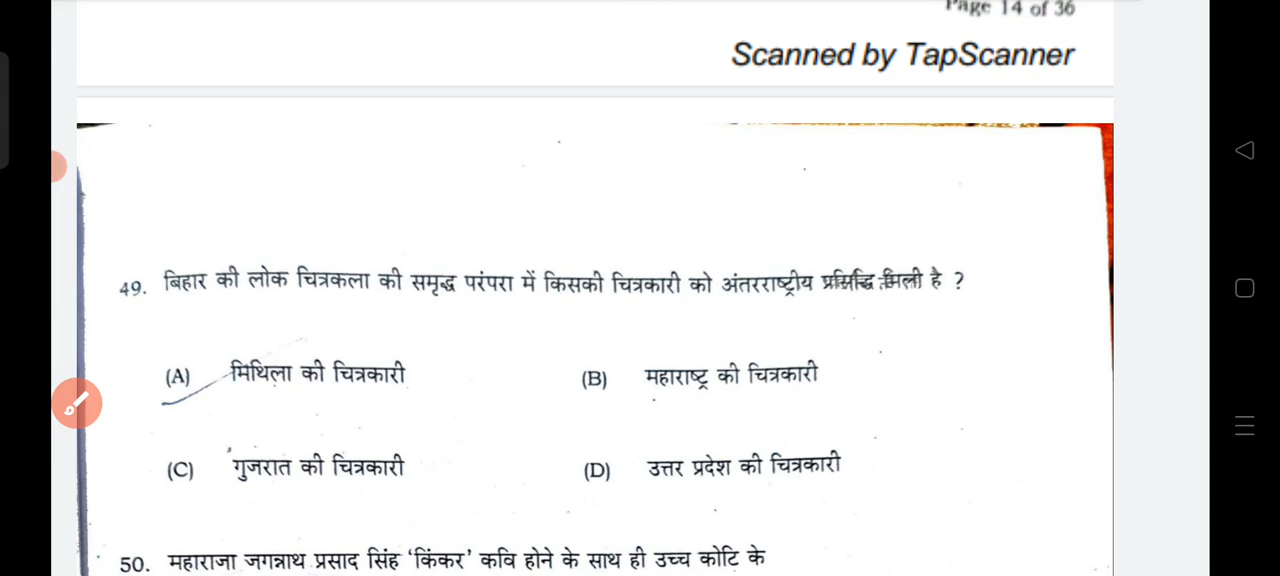 Page 14 of 36
Scanned by TapScanner
49. बिहार की लोक चित्रकला की समृद्ध परंपरा में किसकी चित्रकारी को अंतरराष्ट्रीय प्रसिद्धि मिली है ?
(A) मिथिला की चित्रकारी (B) महाराष्ट्र की चित्रकारी
(C) गुजरात की चित्रकारी (D) उत्तर प्रदेश की चित्रकारी
50. महाराजा जगन्नाथ प्रसाद सिंह ‘किंकर’ कवि होने के साथ ही उच्च कोटि के